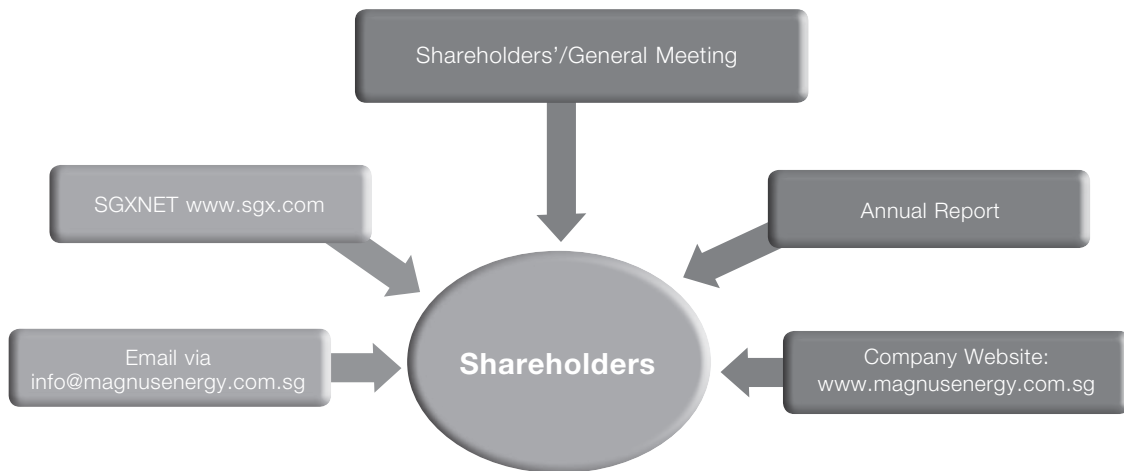 Shareholders'/General Meeting
SGXNET www.sgx.com
Annual Report
Email via
info@magnusenergy.com.sg
Shareholders
Company Website:
www.magnusenergy.com.sg